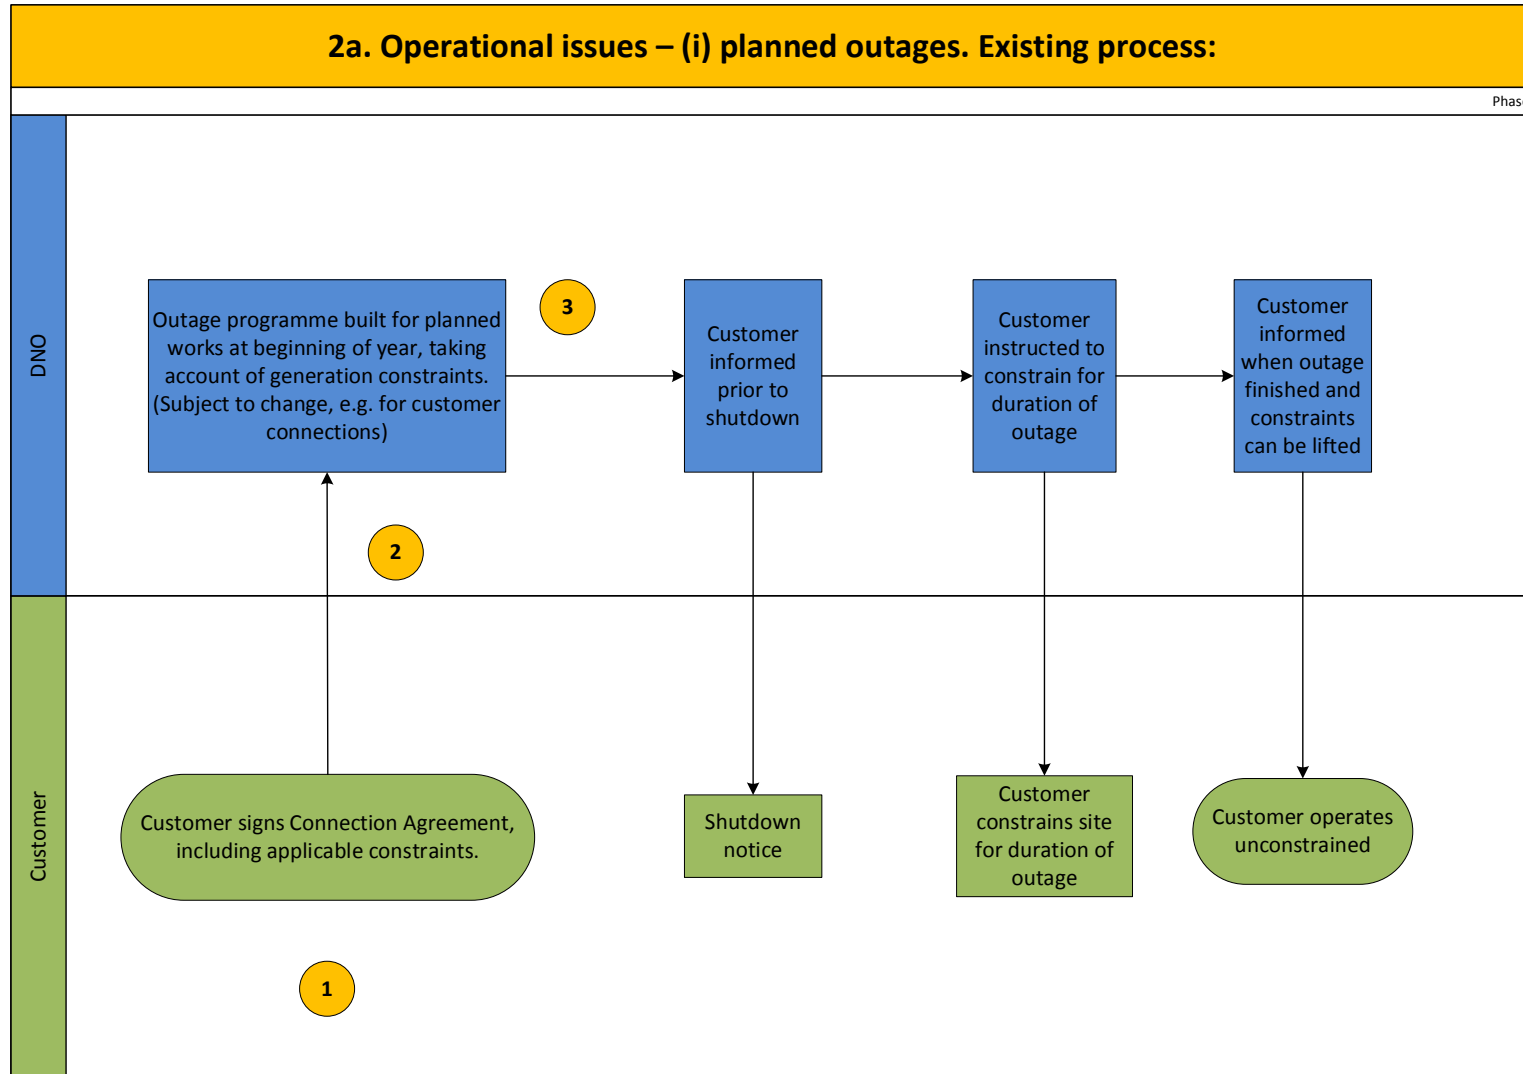 2a. Operational issues – (i) planned outages. Existing process:
Phase
DNO
Outage programme built for planned
works at beginning of year, taking
account of generation constraints.
(Subject to change, e.g. for customer
connections)
3
Customer
informed
prior to
shutdown
Customer
instructed to
constrain for
duration of
outage
Customer
informed
when outage
finished and
constraints
can be lifted
2
Customer
Customer signs Connection Agreement,
including applicable constraints.
Shutdown
notice
Customer
constrains site
for duration of
outage
Customer operates
unconstrained
1